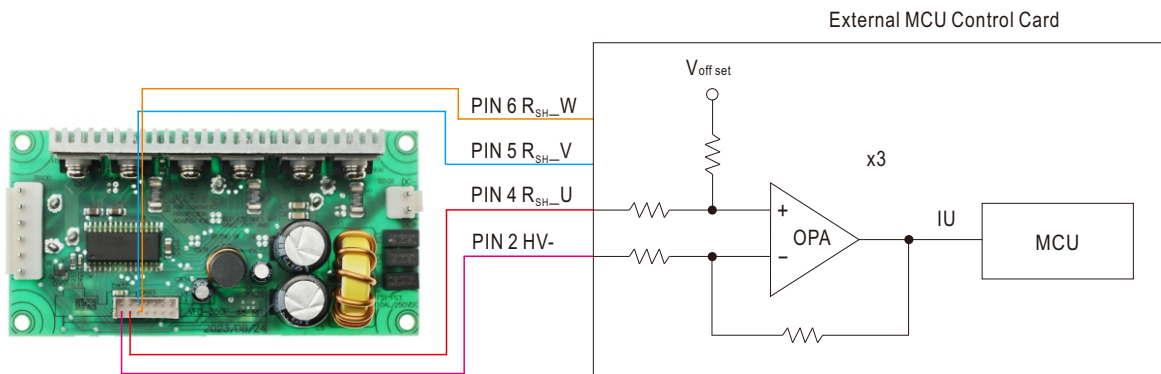 External MCU Control Card
Voff set
PIN 6 RSH_W
PIN 5 RSH_V
x3
PIN 4 RSH_U
+
OPA
IU
MCU
PIN 2 HV-
−
2023/08/24